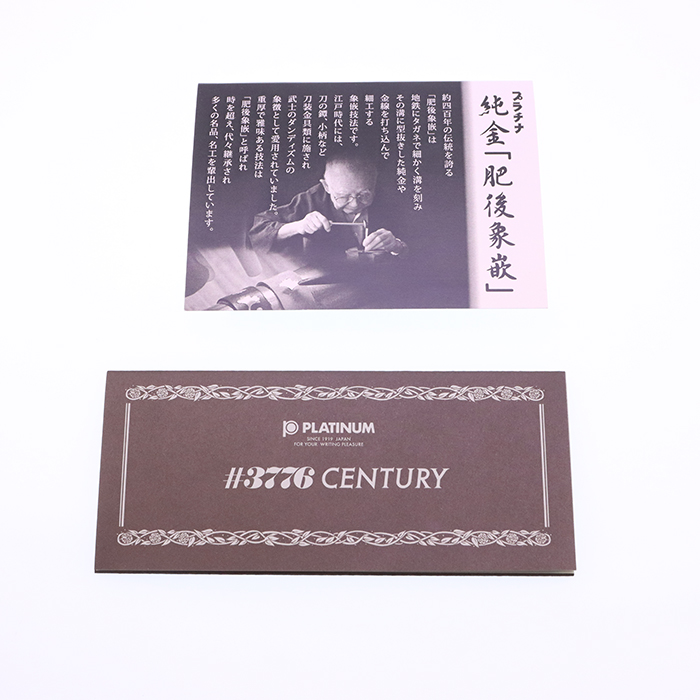 プラチナ
純金「肥後象嵌」
約四百年の伝統を誇る
「肥後象嵌」は
地鉄にタガネで細かく溝を刻み
その溝に型抜きした純金や
金線を打ち込んで
細工する
象嵌技法です。
江戸時代には、
刀の鐔、小柄など
刀装金具類に施され
武士のダンディズムの
象徴として愛用されていました。
重厚で雅味ある技法は
「肥後象嵌」と呼ばれ
時を超え、代々継承され
多くの名品、名工を輩出しています。
PLATINUM
SINCE 1919 JAPAN
FOR YOUR WRITING PLEASURE
#3776 CENTURY